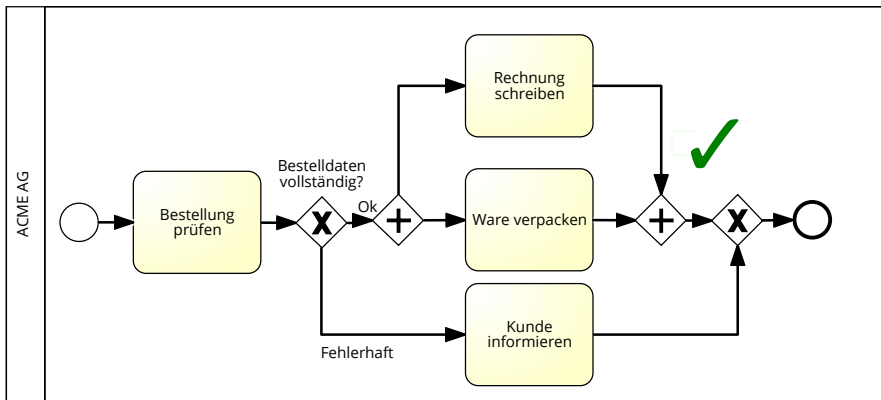 ACME AG
Bestellung
prüfen
Bestelldaten
vollständig?
Ok
Fehlerhaft
Rechnung
schreiben
Ware verpacken
Kunde
informieren